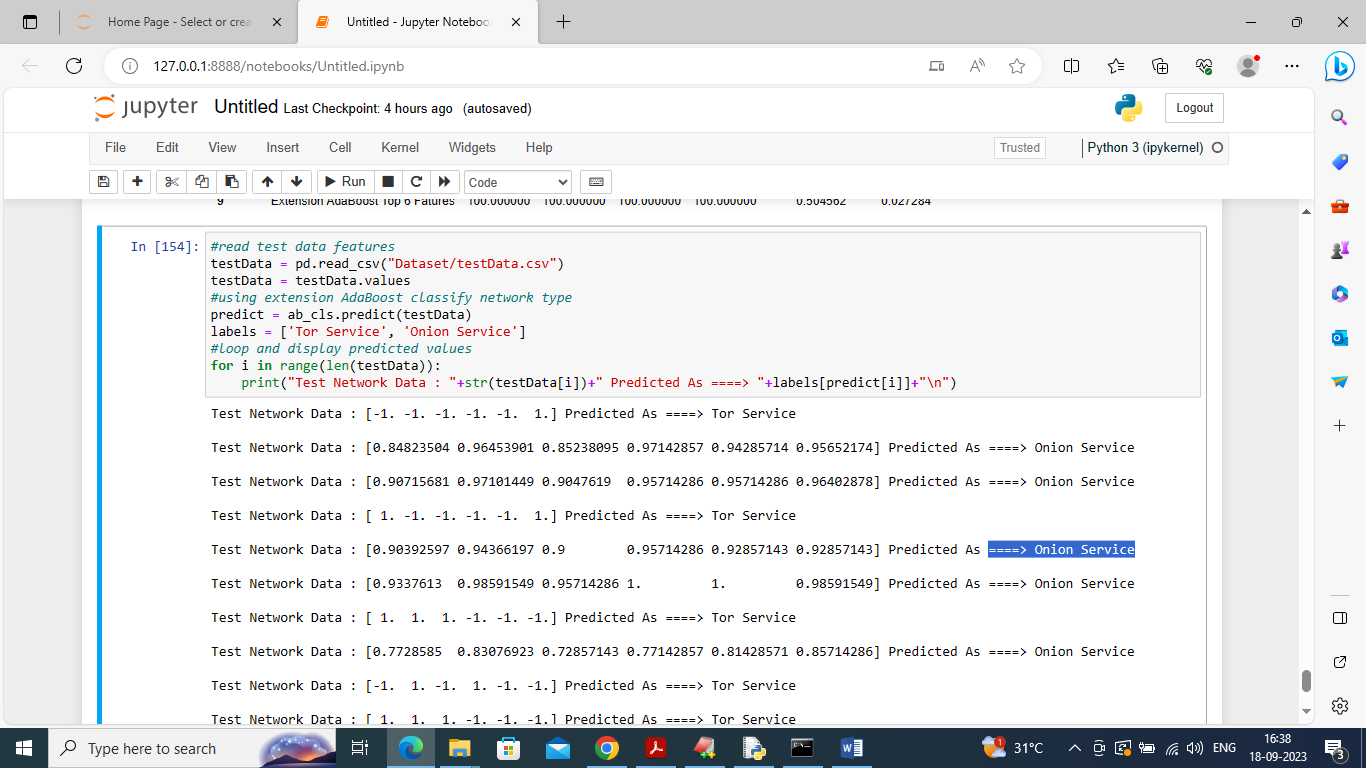 Home Page - Select or crea
Untitled - Jupyter Noteboo
127.0.0.1:8888/notebooks/Untitled.ipynb
jupyter Untitled Last Checkpoint: 4 hours ago (autosaved)
Logout
File Edit View Insert Cell Kernel Widgets Help
Trusted
Python 3 (ipykernel)
Run
Code
9 Extension AdaBoost Top 6 Fatures 100.000000 100.000000 100.000000 100.000000 0.504562 0.027284
In [154]:
#read test data features
testData = pd.read_csv("Dataset/testData.csv")
testData = testData.values
#using extension AdaBoost classify network type
predict = ab_cls.predict(testData)
labels = ['Tor Service', 'Onion Service']
#loop and display predicted values
for i in range(len(testData)):
    print("Test Network Data : "+str(testData[i])+" Predicted As ====> "+labels[predict[i]]+"\n")
Test Network Data : [-1. -1. -1. -1. -1.  1.] Predicted As ====> Tor Service
Test Network Data : [0.84823504 0.96453901 0.85238095 0.97142857 0.94285714 0.95652174] Predicted As ====> Onion Service
Test Network Data : [0.90715681 0.97101449 0.9047619  0.95714286 0.95714286 0.96402878] Predicted As ====> Onion Service
Test Network Data : [ 1. -1. -1. -1. -1.  1.] Predicted As ====> Tor Service
Test Network Data : [0.90392597 0.94366197 0.9        0.95714286 0.92857143 0.92857143] Predicted As ====> Onion Service
Test Network Data : [0.9337613  0.98591549 0.95714286 1.         1.         0.98591549] Predicted As ====> Onion Service
Test Network Data : [ 1.  1.  1. -1. -1. -1.] Predicted As ====> Tor Service
Test Network Data : [0.7728585  0.83076923 0.72857143 0.77142857 0.81428571 0.85714286] Predicted As ====> Onion Service
Test Network Data : [-1.  1. -1.  1. -1. -1.] Predicted As ====> Tor Service
Test Network Data : [ 1.  1.  1. -1. -1. -1.] Predicted As ====> Tor Service
Type here to search
1
31°C
ENG
16:38
18-09-2023
3